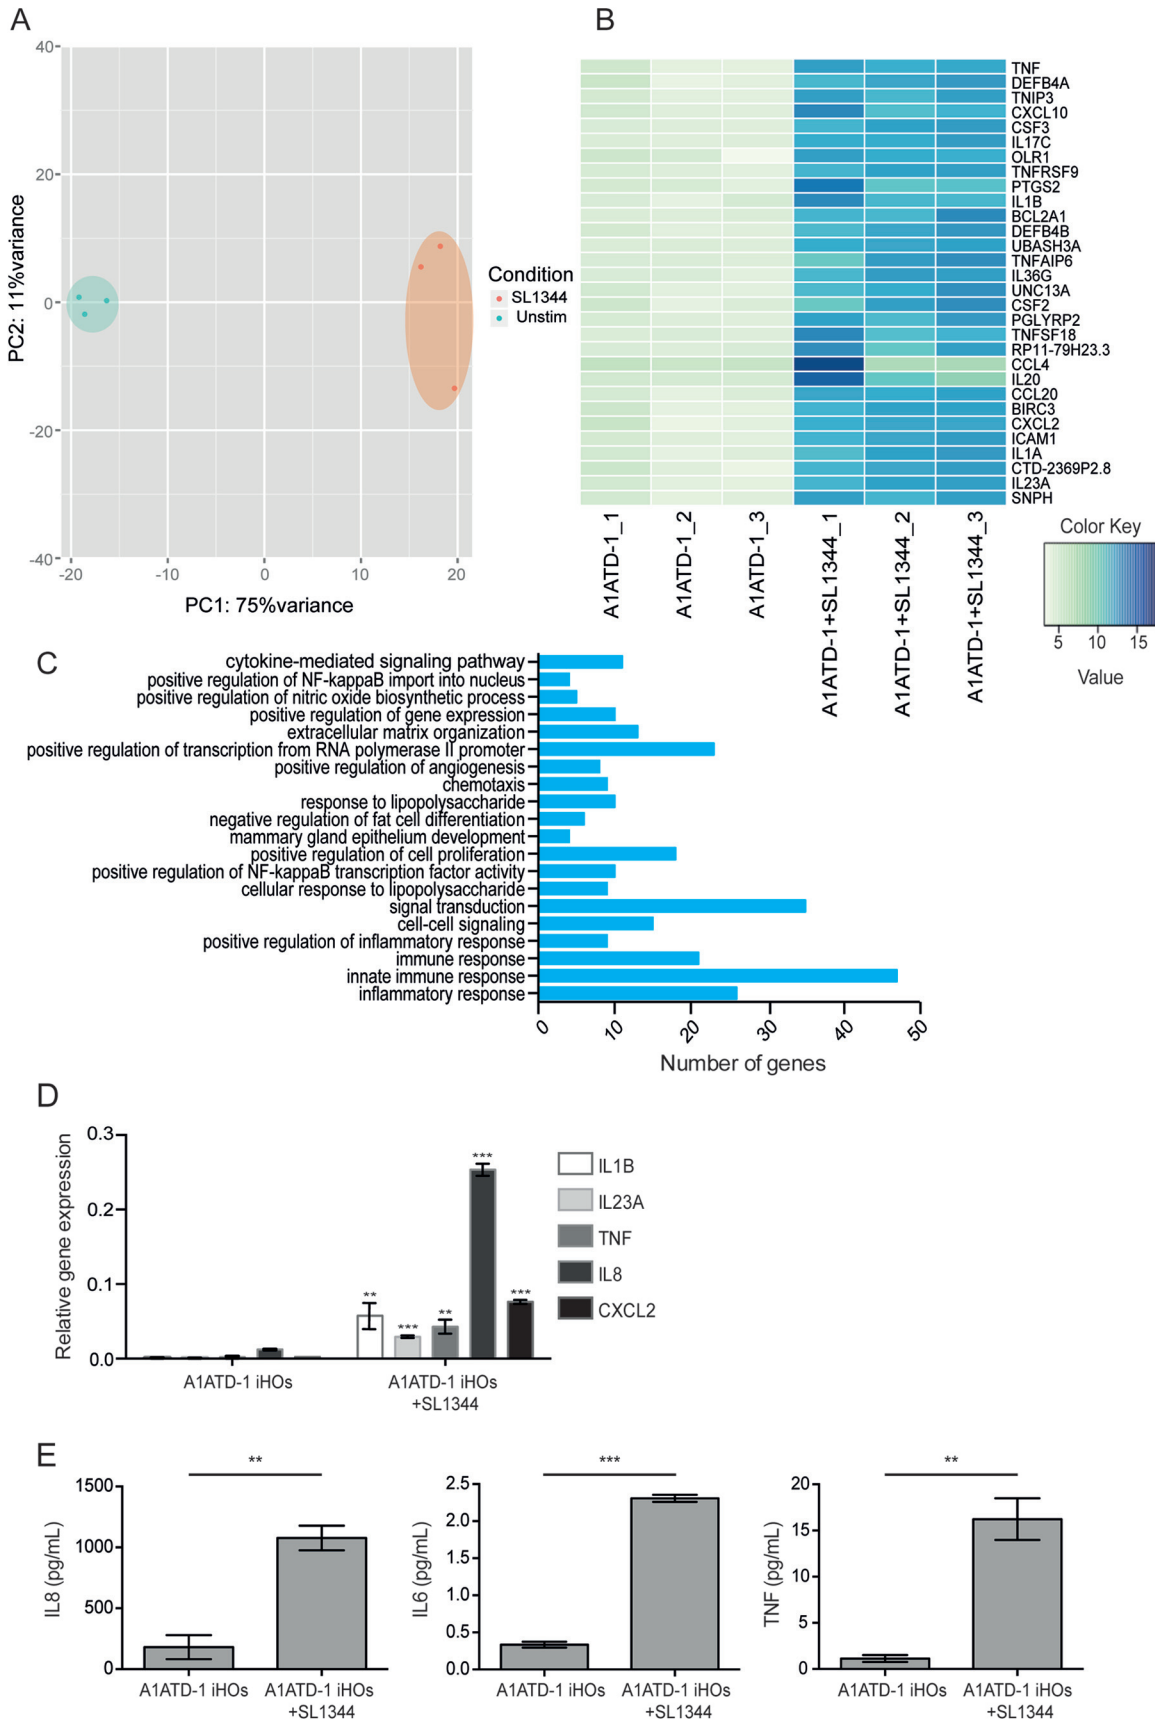 A
40
20
0
-20
-40
-20
-10
0
10
20
PC2: 11%variance
PC1: 75%variance
Condition
SL1344
Unstim
B
TNF
DEFB4A
TNIP3
CXCL10
CSF3
IL17C
OLR1
TNFRSF9
PTGS2
IL1B
BCL2A1
DEFB4B
UBASH3A
TNFAIP6
IL36G
UNC13A
CSF2
PGLYRP2
TNFSF18
RP11-79H23.3
CCL4
IL20
CCL20
BIRC3
CXCL2
ICAM1
IL1A
CTD-2369P2.8
IL23A
SNPH
A1ATD-1_1
A1ATD-1_2
A1ATD-1_3
A1ATD-1+SL1344_1
A1ATD-1+SL1344_2
A1ATD-1+SL1344_3
Color Key
5 10 15
Value
C
cytokine-mediated signaling pathway
positive regulation of NF-kappaB import into nucleus
positive regulation of nitric oxide biosynthetic process
positive regulation of gene expression
extracellular matrix organization
positive regulation of transcription from RNA polymerase II promoter
positive regulation of angiogenesis
chemotaxis
response to lipopolysaccharide
negative regulation of fat cell differentiation
mammary gland epithelium development
positive regulation of cell proliferation
positive regulation of NF-kappaB transcription factor activity
cellular response to lipopolysaccharide
signal transduction
cell-cell signaling
positive regulation of inflammatory response
immune response
innate immune response
inflammatory response
0 10 20 30 40 50
Number of genes
D
Relative gene expression
0.3
0.2
0.1
0.0
** *** ** *** ***
A1ATD-1 iHOs
A1ATD-1 iHOs
+SL1344
IL1B
IL23A
TNF
IL8
CXCL2
E
IL8 (pg/mL)
1500
1000
500
0
**
A1ATD-1 iHOs
A1ATD-1 iHOs
+SL1344
IL6 (pg/mL)
2.5
2.0
1.5
1.0
0.5
0.0
***
A1ATD-1 iHOs
A1ATD-1 iHOs
+SL1344
TNF (pg/mL)
20
15
10
5
0
**
A1ATD-1 iHOs
A1ATD-1 iHOs
+SL1344